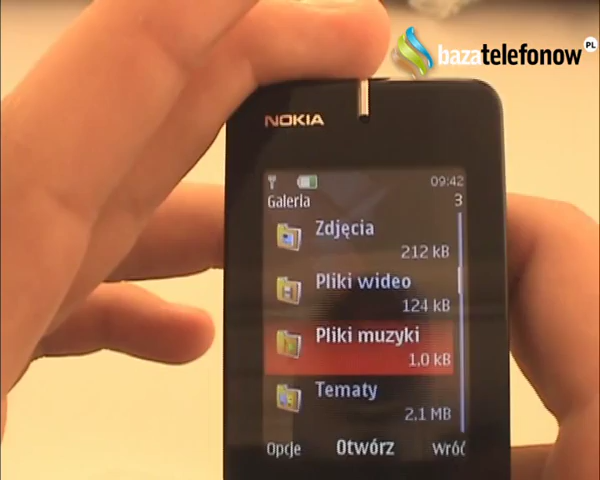 bazatelefonow PL
NOKIA
09:42
Galeria 3
Zdjęcia
212 kB
Pliki wideo
124 kB
Pliki muzyki
1,0 kB
Tematy
2,1 MB
Opcje Otwórz Wróć